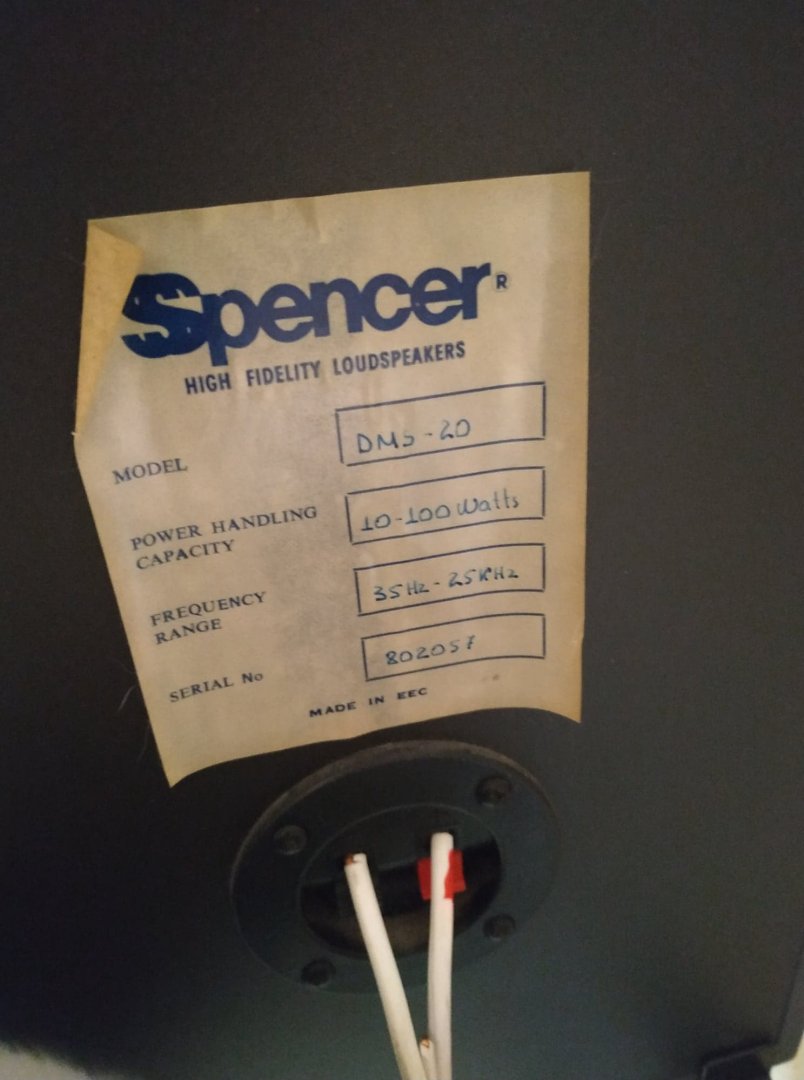 Spencer®
HIGH FIDELITY LOUDSPEAKERS
MODEL DMS-20
POWER HANDLING CAPACITY 10-100 Watts
FREQUENCY RANGE 35Hz-25KHz
SERIAL No 802057
MADE IN EEC